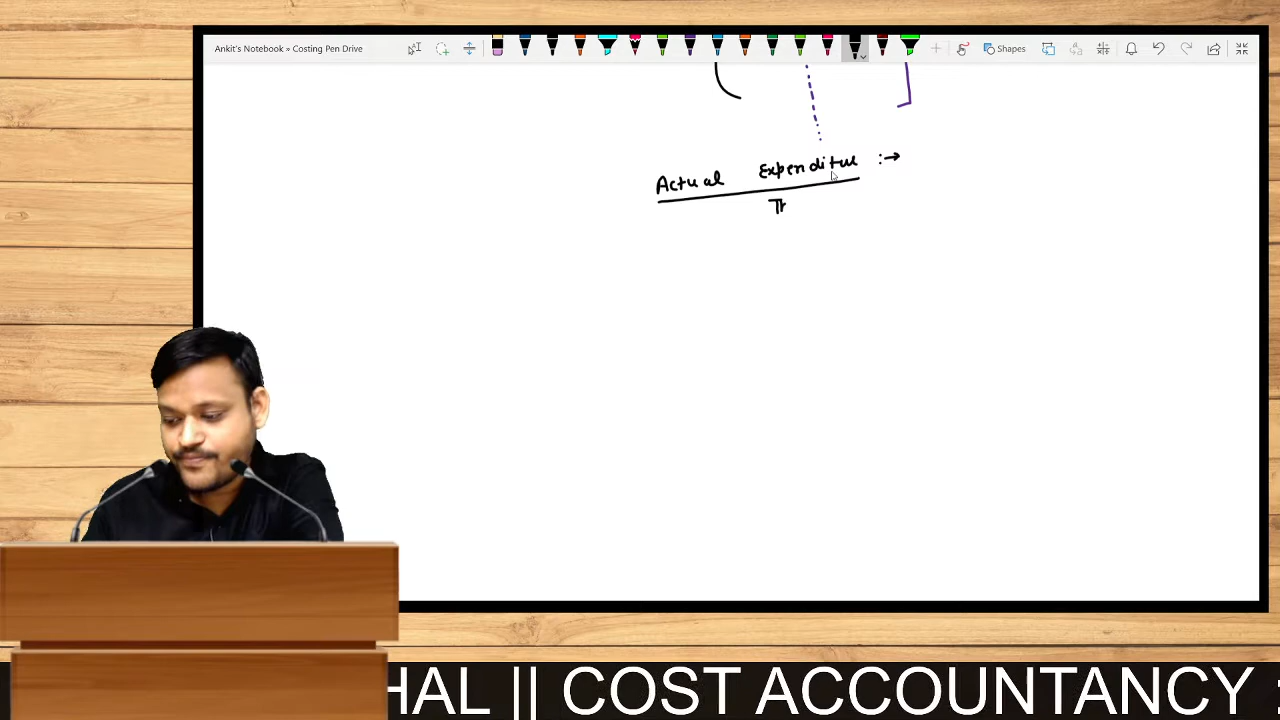 Ankit's Notebook » Costing Pen Drive
Shapes
Actual Expenditure :→
HAL || COST ACCOUNTANCY :